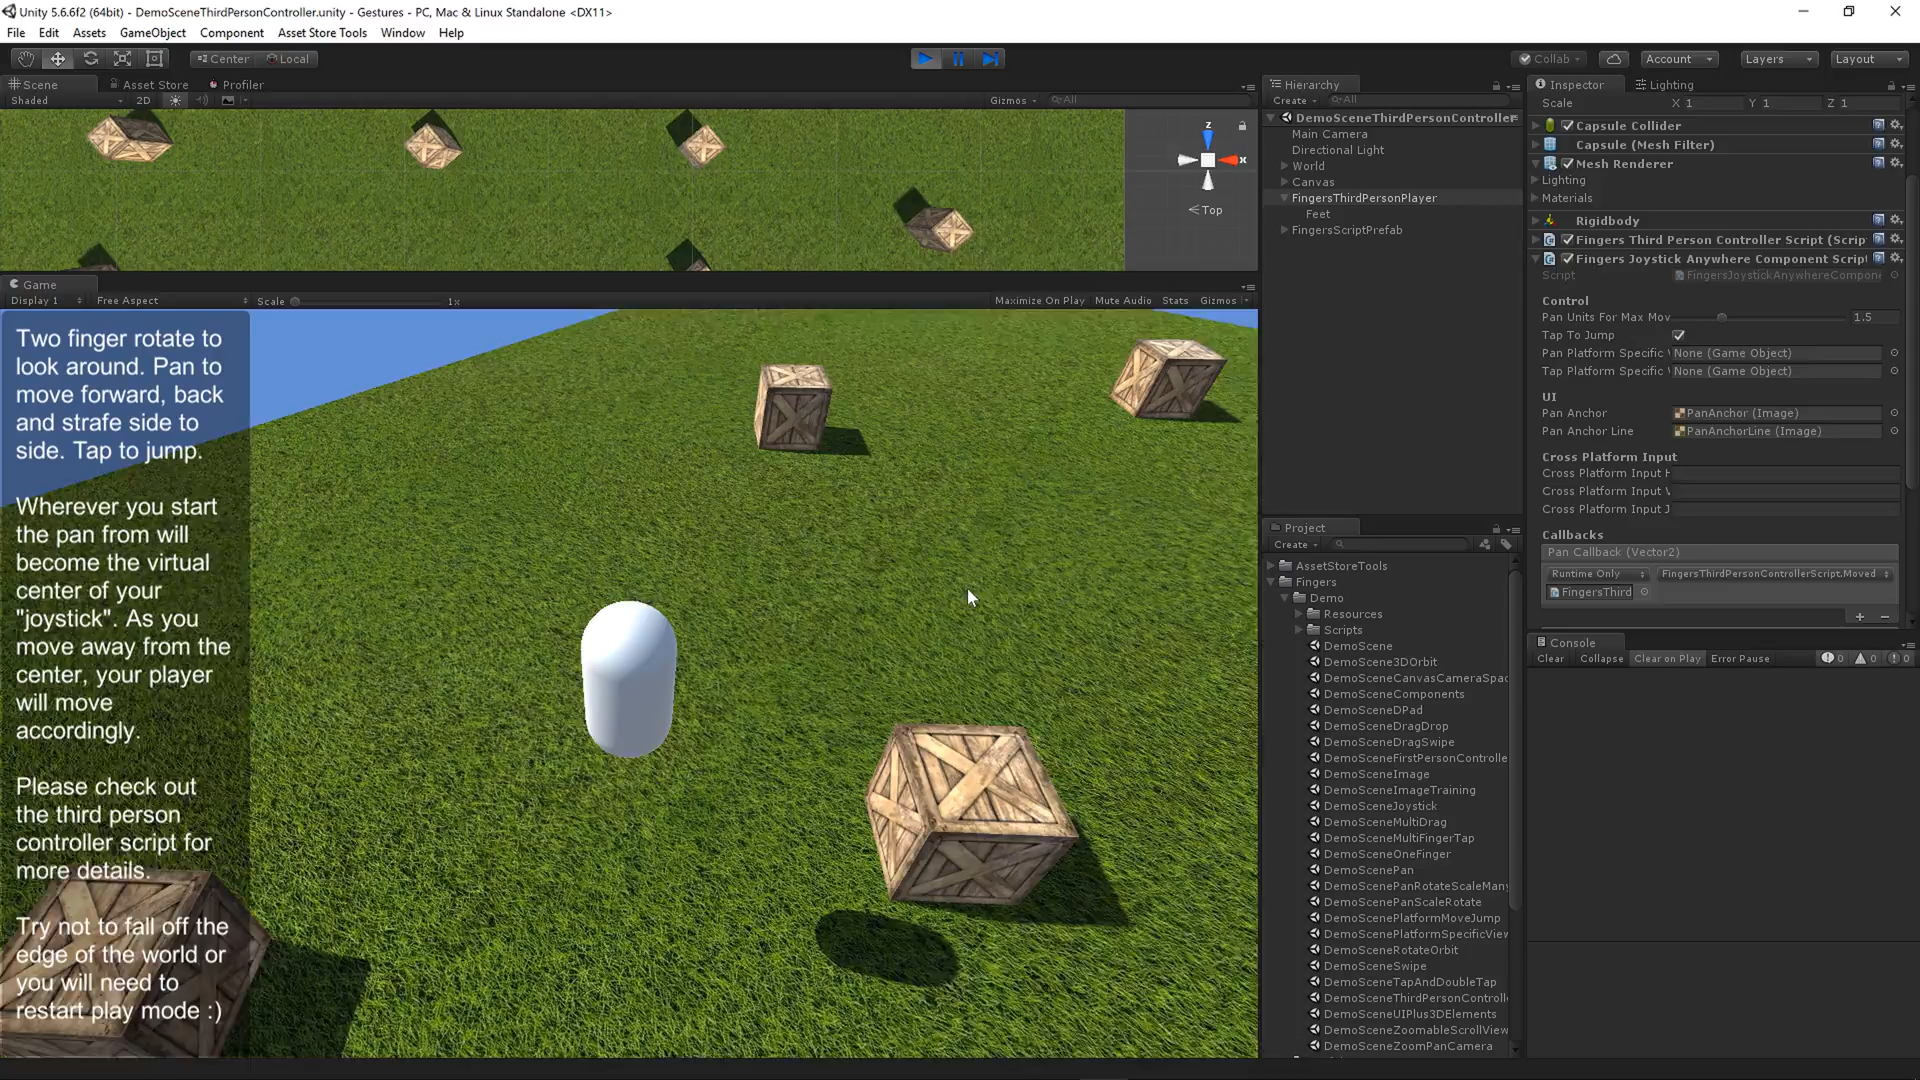 Unity 5.6.6f2 (64bit) - DemoSceneThirdPersonController.unity - Gestures - PC, Mac & Linux Standalone <DX11>
File Edit Assets GameObject Component Asset Store Tools Window Help
Center Local Collab Account Layers Layout
Scene Asset Store Profiler
Shaded 2D Gizmos All
z
x
Top
Game
Display 1 Free Aspect Scale 1x Maximize On Play Mute Audio Stats Gizmos
Two finger rotate to
look around. Pan to
move forward, back
and strafe side to
side. Tap to jump.
Wherever you start
the pan from will
become the virtual
center of your
"joystick". As you
move away from the
center, your player
will move
accordingly.
Please check out
the third person
controller script for
more details.
Try not to fall off the
edge of the world or
you will need to
restart play mode :)
Hierarchy
Create All
DemoSceneThirdPersonController
Main Camera
Directional Light
World
Canvas
FingersThirdPersonPlayer
Feet
FingersScriptPrefab
Project
Create
AssetStoreTools
Fingers
Demo
Resources
Scripts
DemoScene
DemoScene3DOrbit
DemoSceneCanvasCameraSpac
DemoSceneComponents
DemoSceneDPad
DemoSceneDragDrop
DemoSceneDragSwipe
DemoSceneFirstPersonControlle
DemoSceneImage
DemoSceneImageTraining
DemoSceneJoystick
DemoSceneMultiDrag
DemoSceneMultiFingerTap
DemoSceneOneFinger
DemoScenePan
DemoScenePanRotateScaleMany
DemoScenePanScaleRotate
DemoScenePlatformMoveJump
DemoScenePlatformSpecificView
DemoSceneRotateOrbit
DemoSceneSwipe
DemoSceneTapAndDoubleTap
DemoSceneThirdPersonControll
DemoSceneUIPlus3DElements
DemoSceneZoomableScrollView
DemoSceneZoomPanCamera
Inspector Lighting
Scale X 1 Y 1 Z 1
Capsule Collider
Capsule (Mesh Filter)
Mesh Renderer
Lighting
Materials
Rigidbody
Fingers Third Person Controller Script (Scrip
Fingers Joystick Anywhere Component Script
Script FingersJoystickAnywhereCompon
Control
Pan Units For Max Mov 1.5
Tap To Jump
Pan Platform Specific None (Game Object)
Tap Platform Specific None (Game Object)
UI
Pan Anchor PanAnchor (Image)
Pan Anchor Line PanAnchorLine (Image)
Cross Platform Input
Cross Platform Input H
Cross Platform Input V
Cross Platform Input J
Callbacks
Pan Callback (Vector2)
Runtime Only FingersThirdPersonControllerScript.Moved
FingersThird
Console
Clear Collapse Clear on Play Error Pause 0 0 0